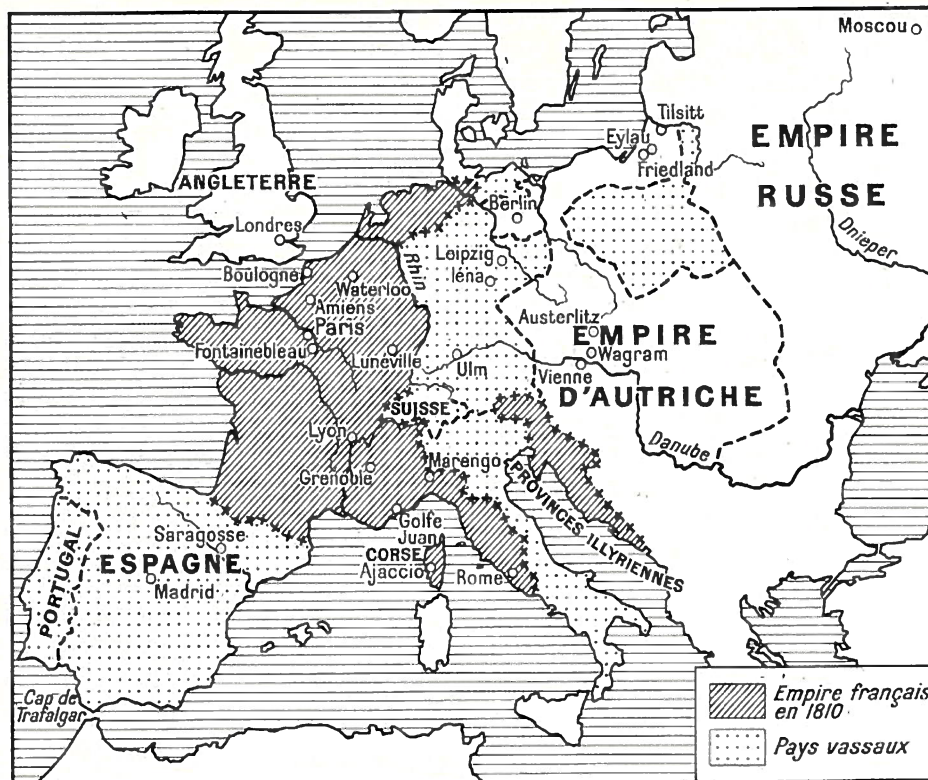 Moscou
Tilsitt
Eylau
Friedland
EMPIRE
RUSSE
Dnieper
ANGLETERRE
Londres
Berlin
Leipzig
Iéna
Boulogne
Waterloo
Rhin
Amiens
Paris
Fontainebleau
Lunéville
Austerlitz
EMPIRE
Wagram
Ulm
Vienne
D'AUTRICHE
SUISSE
Lyon
Danube
Grenoble
Marengo
PROVINCES ILLYRIENNES
Golfe
Juan
Saragosse
CORSE
Ajaccio
Rome
ESPAGNE
Madrid
PORTUGAL
Cap de
Trafalgar
Empire français
en 1810
Pays vassaux